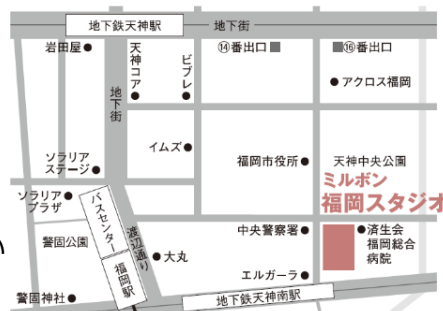 地下鉄天神駅
地下街
岩田屋
天神コア
ビブレ
⑭番出口
⑯番出口
アクロス福岡
地下街
イムズ
ソラリア
ステージ
福岡市役所
天神中央公園
ミルボン
福岡スタジオ
ソラリア
プラザ
バスセンター
渡辺通り
警固公園
中央警察署
済生会
福岡総合
病院
大丸
福岡駅
エルガーラ
警固神社
地下鉄天神南駅